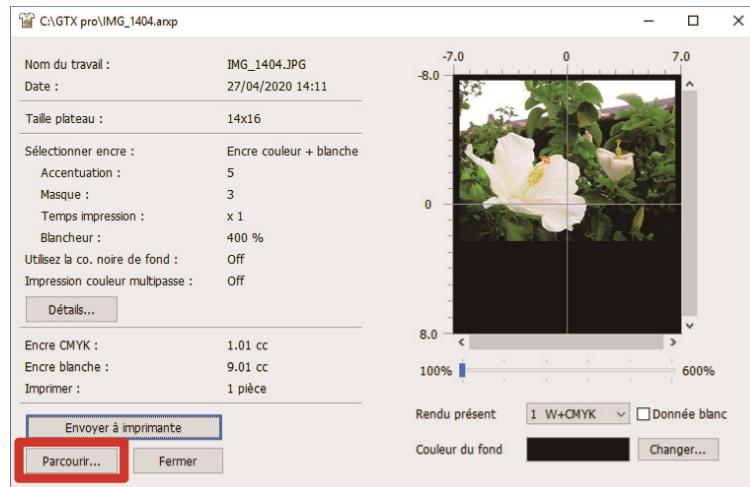 C:\GTX pro\IMG_1404.arxp
Nom du travail : IMG_1404.JPG
Date : 27/04/2020 14:11
Taille plateau : 14x16
Sélectionner encre : Encre couleur + blanche
Accentuation : 5
Masque : 3
Temps impression : x 1
Blancheur : 400 %
Utilisez la co. noire de fond : Off
Impression couleur multipasse : Off
Détails...
Encre CMYK : 1.01 cc
Encre blanche : 9.01 cc
Imprimer : 1 pièce
Envoyer à imprimante
Parcourir... Fermer
-7.0 0 7.0
-8.0
0
8.0
100% 600%
Rendu présent 1 W+CMYK Donnée blanc
Couleur du fond Changer...